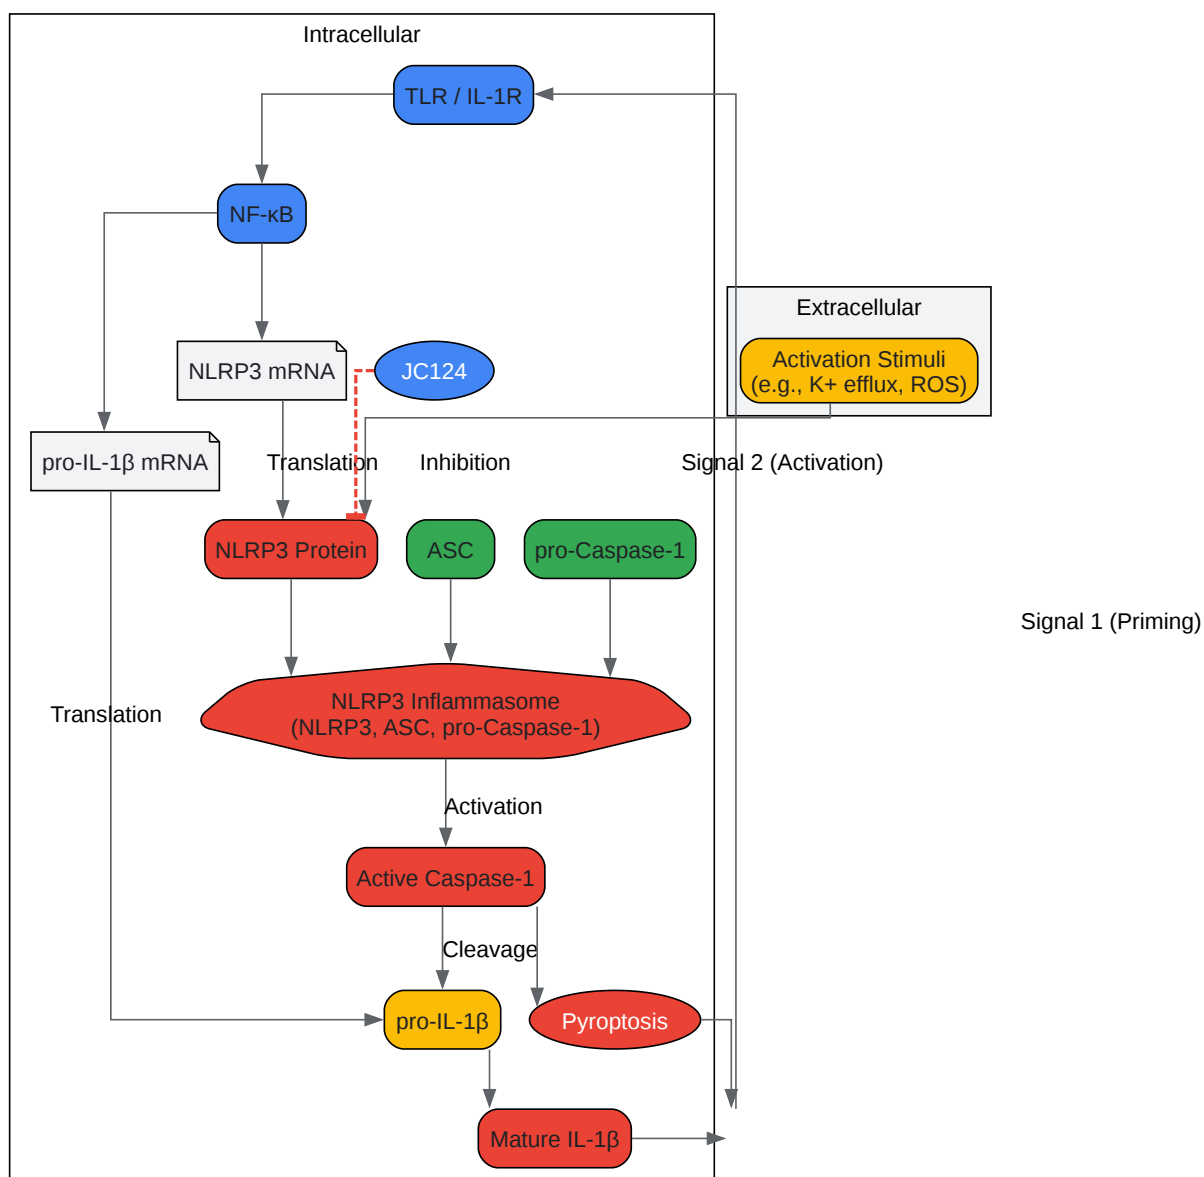 Intracellular
TLR / IL-1R
NF-κB
Extracellular
Activation Stimuli
(e.g., K+ efflux, ROS)
NLRP3 mRNA
JC124
pro-IL-1β mRNA
Translation
Inhibition
Signal 2 (Activation)
NLRP3 Protein
ASC
pro-Caspase-1
Signal 1 (Priming)
NLRP3 Inflammasome
(NLRP3, ASC, pro-Caspase-1)
Translation
Activation
Active Caspase-1
Cleavage
pro-IL-1β
Pyroptosis
Mature IL-1β